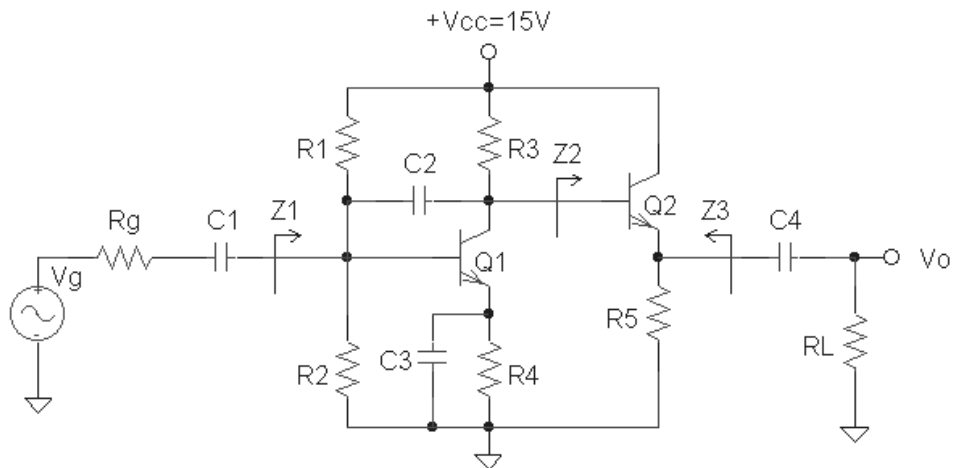 +Vcc=15V
R1
R3
C2
Z2
Q2
Z3
C4
Rg
C1
Z1
Vg
Q1
Vo
R5
C3
R2
R4
RL